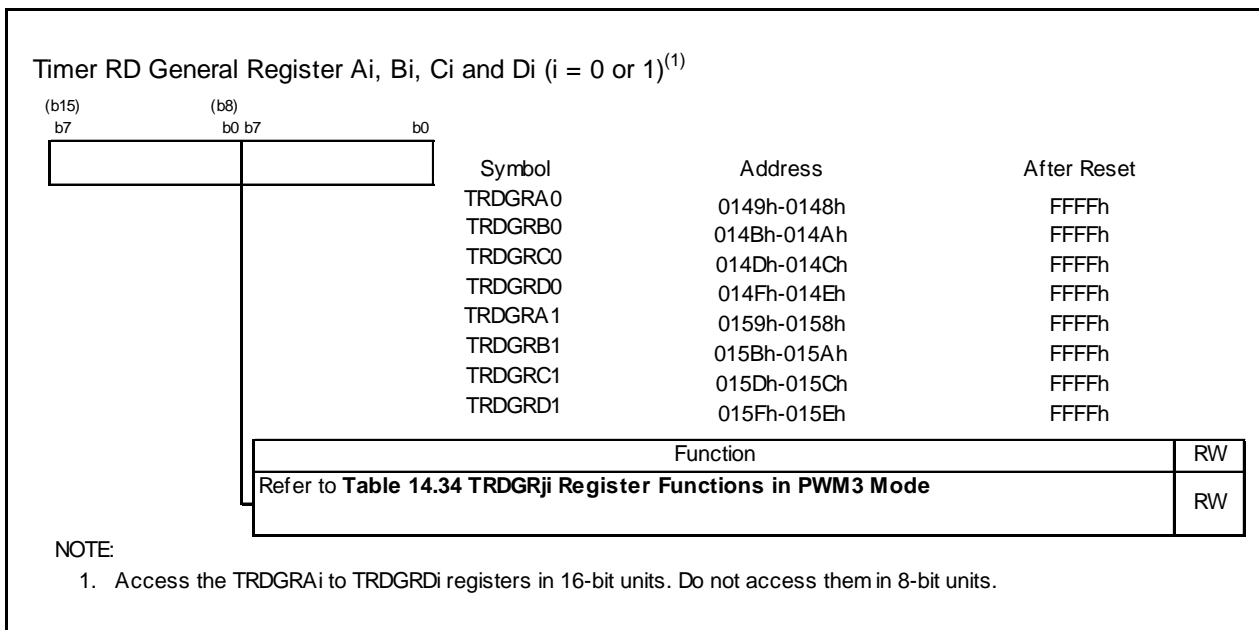 Timer RD General Register Ai, Bi, Ci and Di (i = 0 or 1)(1)
(b15) (b8)
b7 b0 b7 b0
Symbol Address After Reset
TRDGRA0 0149h-0148h FFFFh
TRDGRB0 014Bh-014Ah FFFFh
TRDGRC0 014Dh-014Ch FFFFh
TRDGRD0 014Fh-014Eh FFFFh
TRDGRA1 0159h-0158h FFFFh
TRDGRB1 015Bh-015Ah FFFFh
TRDGRC1 015Dh-015Ch FFFFh
TRDGRD1 015Fh-015Eh FFFFh
Function RW
Refer to Table 14.34 TRDGRji Register Functions in PWM3 Mode RW
NOTE:
1. Access the TRDGRAi to TRDGRDi registers in 16-bit units. Do not access them in 8-bit units.